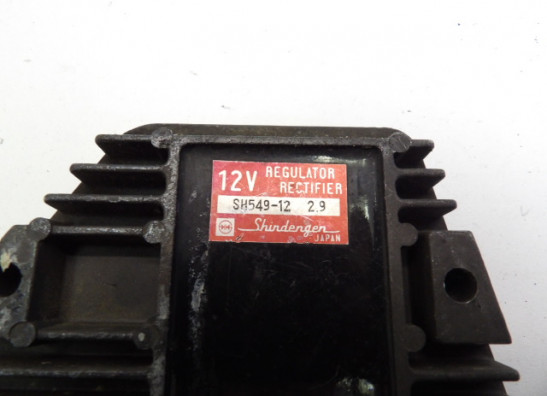 12V REGULATOR
RECTIFIER
SH549-12 2.9
Shindengen
JAPAN